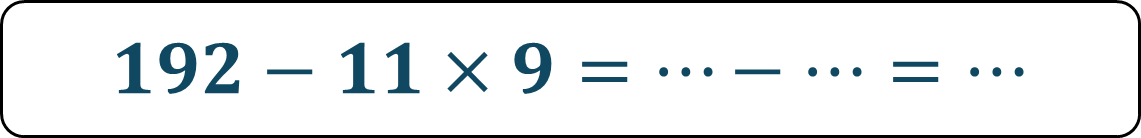 192 − 11 × 9 = ⋯ − ⋯ = ⋯